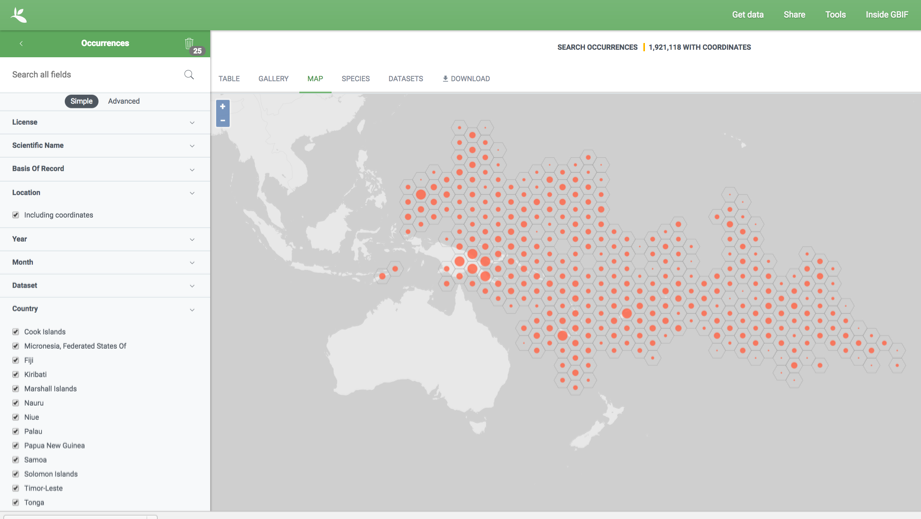 Get data Share Tools Inside GBIF
Occurrences
25
SEARCH OCCURRENCES | 1,921,118 WITH COORDINATES
Search all fields
TABLE GALLERY MAP SPECIES DATASETS DOWNLOAD
Simple Advanced
+
−
License
Scientific Name
Basis Of Record
Location
Including coordinates
Year
Month
Dataset
Country
Cook Islands
Micronesia, Federated States Of
Fiji
Kiribati
Marshall Islands
Nauru
Niue
Palau
Papua New Guinea
Samoa
Solomon Islands
Timor-Leste
Tonga